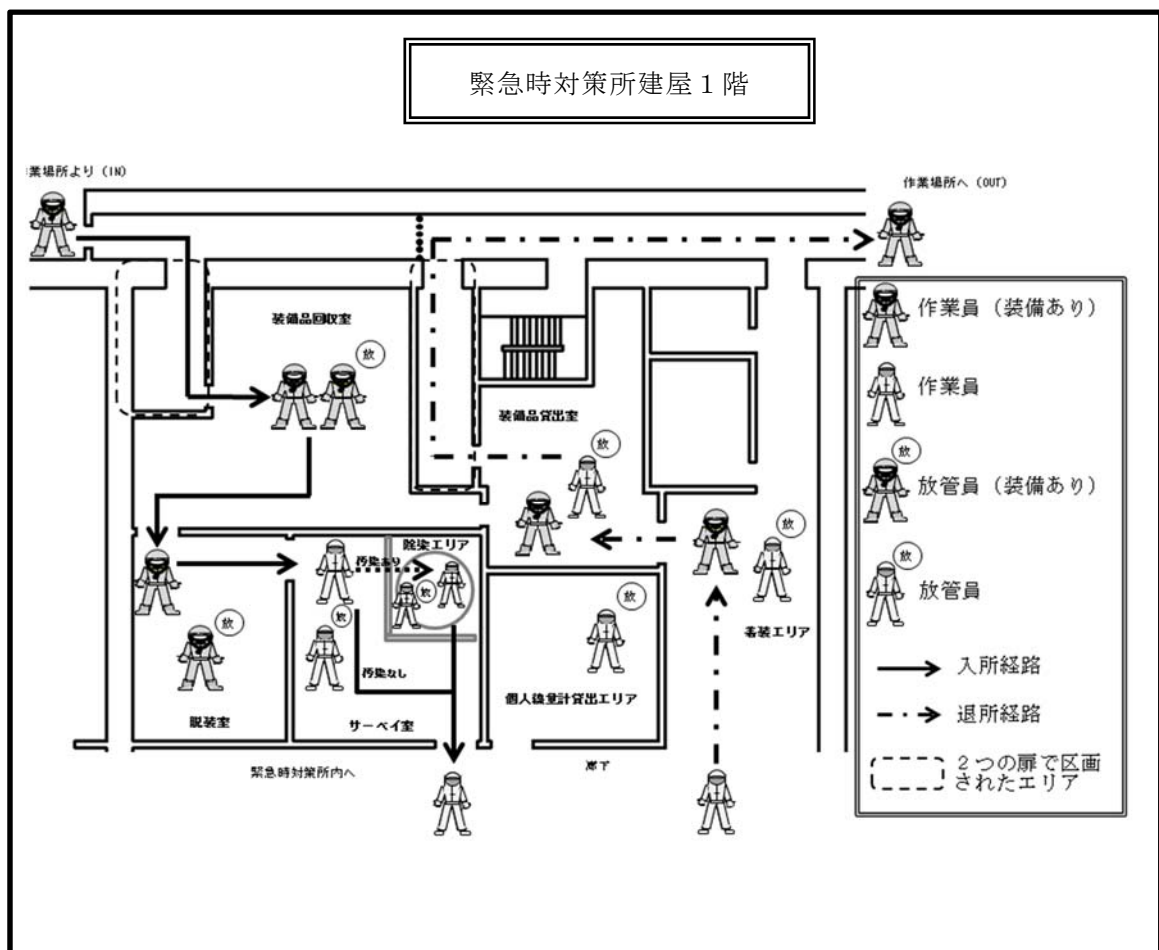 緊急時対策所建屋１階
業場所より（IN）
作業場所へ（OUT）
装備品回収室
放
装備品貸出室
放
放
除染エリア
汚染あり
放
放
放
放
汚染なし
着装エリア
脱装室
サーベイ室
個人線量計貸出エリア
緊急時対策所内へ
廊下
作業員（装備あり）
作業員
放
放管員（装備あり）
放
放管員
入所経路
退所経路
２つの扉で区画
されたエリア